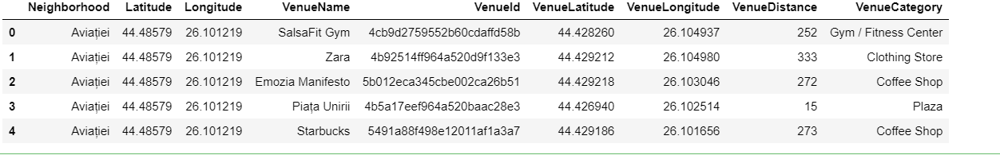 Neighborhood Latitude Longitude VenueName VenueId VenueLatitude VenueLongitude VenueDistance VenueCategory
0 Aviației 44.48579 26.101219 SalsaFit Gym 4cb9d2759552b60cdaffd58b 44.428260 26.104937 252 Gym / Fitness Center
1 Aviației 44.48579 26.101219 Zara 4b92514ff964a520d9f133e3 44.429212 26.104980 333 Clothing Store
2 Aviației 44.48579 26.101219 Emozia Manifesto 5b012eca345cbe002ca26b51 44.429218 26.103046 272 Coffee Shop
3 Aviației 44.48579 26.101219 Piața Unirii 4b5a17eef964a520baac28e3 44.426940 26.102514 15 Plaza
4 Aviației 44.48579 26.101219 Starbucks 5491a88f498e12011af1a3a7 44.429186 26.101656 273 Coffee Shop